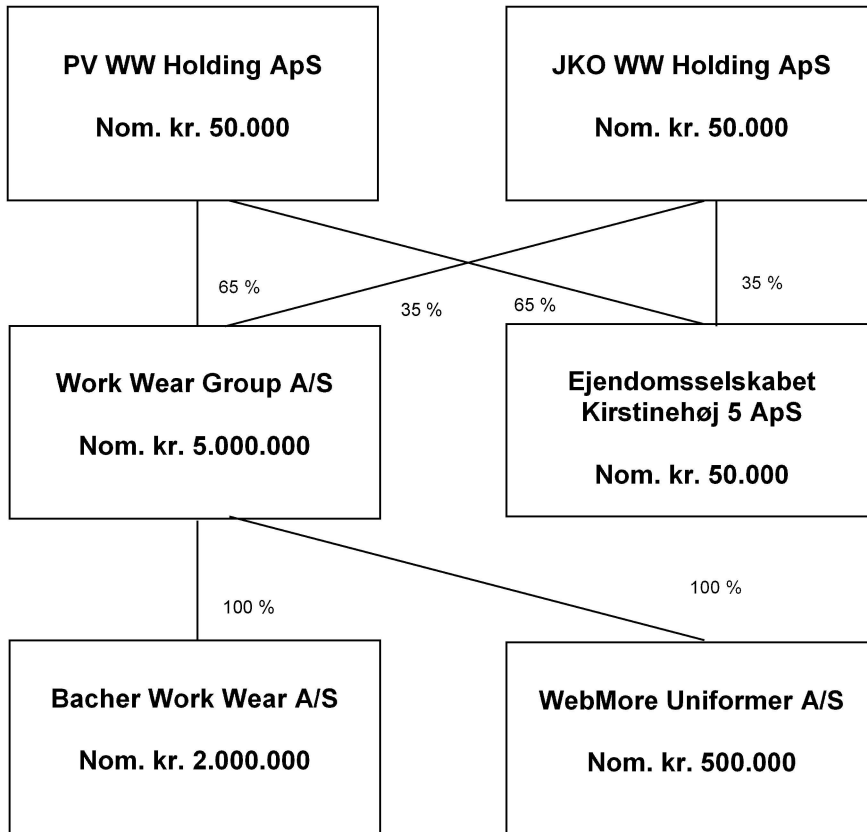 PV WW Holding ApS
Nom. kr. 50.000
JKO WW Holding ApS
Nom. kr. 50.000
65 %
35 %
65 %
35 %
Work Wear Group A/S
Nom. kr. 5.000.000
Ejendomsselskabet
Kirstinehøj 5 ApS
Nom. kr. 50.000
100 %
100 %
Bacher Work Wear A/S
Nom. kr. 2.000.000
WebMore Uniformer A/S
Nom. kr. 500.000